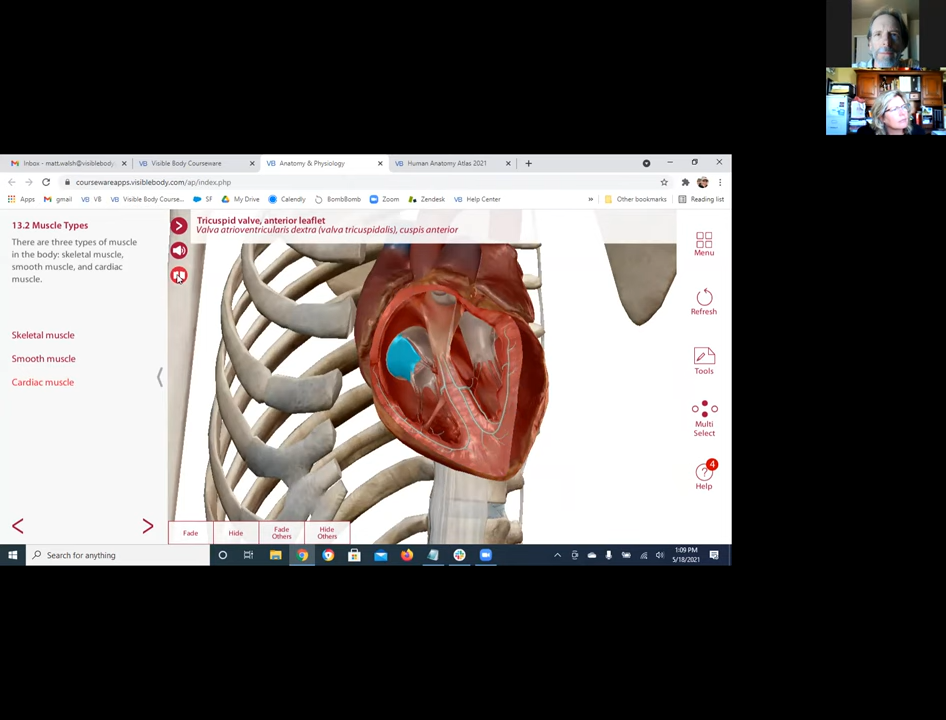 Inbox - matt.walsh@visiblebody.
Visible Body Courseware
Anatomy & Physiology
Human Anatomy Atlas 2021
coursewareapps.visiblebody.com/ap/index.php
Apps
gmail
VB
Visible Body Course...
SF
My Drive
Calendly
BombBomb
Zoom
Zendesk
Help Center
»
Other bookmarks
Reading list
13.2 Muscle Types
There are three types of muscle
in the body: skeletal muscle,
smooth muscle, and cardiac
muscle.
Skeletal muscle
Smooth muscle
Cardiac muscle
Tricuspid valve, anterior leaflet
Valva atrioventricularis dextra (valva tricuspidalis), cuspis anterior
Menu
Refresh
Tools
Multi
Select
4
Help
Fade
Hide
Fade
Others
Hide
Others
Search for anything
1:09 PM
5/18/2021